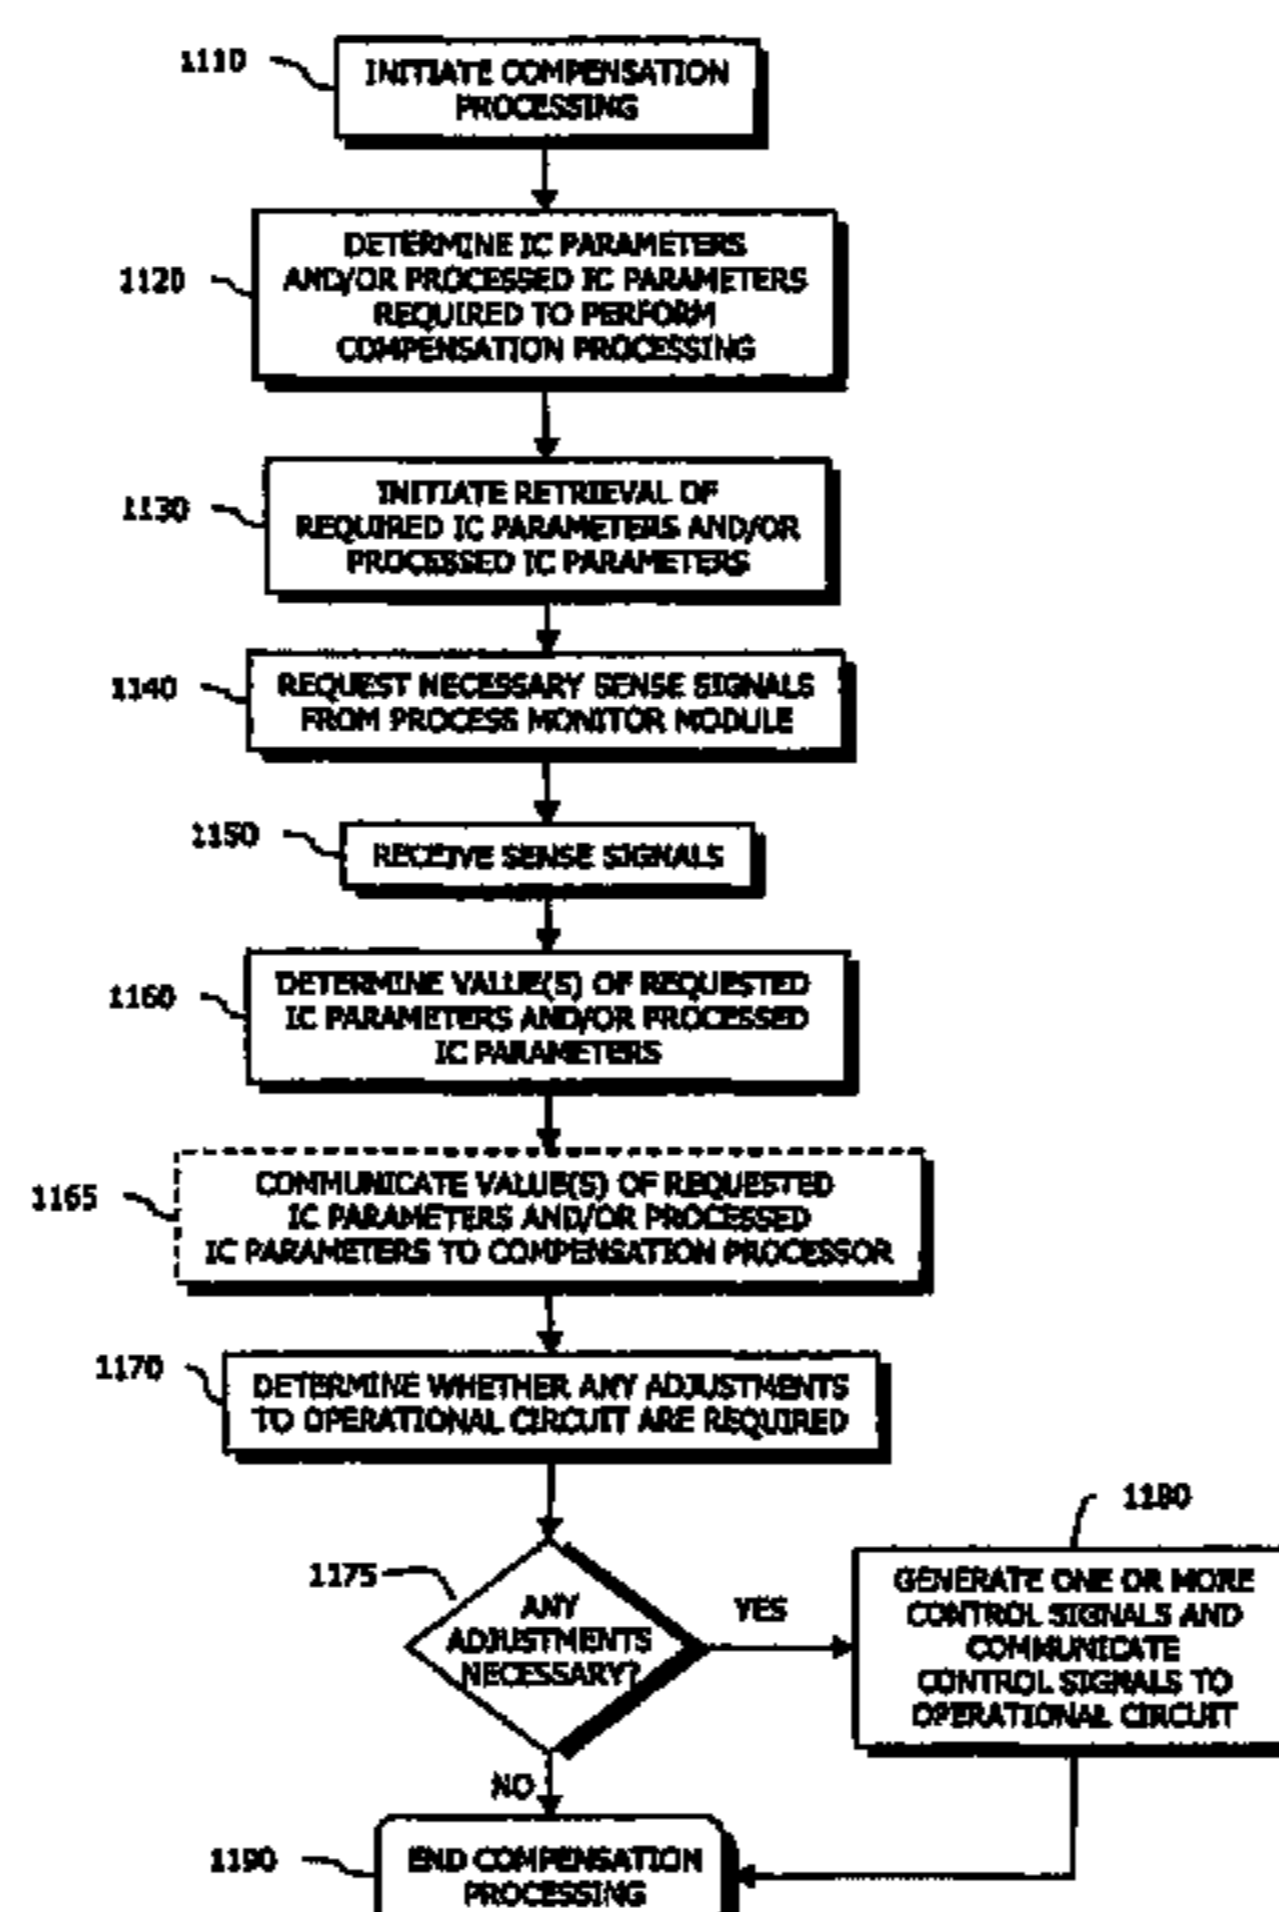 1110
INITIATE COMPENSATION
PROCESSING
1120
DETERMINE IC PARAMETERS
AND/OR PROCESSED IC PARAMETERS
REQUIRED TO PERFORM
COMPENSATION PROCESSING
1130
INITIATE RETRIEVAL OF
REQUIRED IC PARAMETERS AND/OR
PROCESSED IC PARAMETERS
1140
REQUEST NECESSARY SENSE SIGNALS
FROM PROCESS MONITOR MODULE
1150
RECEIVE SENSE SIGNALS
1160
DETERMINE VALUE(S) OF REQUESTED
IC PARAMETERS AND/OR PROCESSED
IC PARAMETERS
1165
COMMUNICATE VALUE(S) OF REQUESTED
IC PARAMETERS AND/OR PROCESSED
IC PARAMETERS TO COMPENSATION PROCESSOR
1170
DETERMINE WHETHER ANY ADJUSTMENTS
TO OPERATIONAL CIRCUIT ARE REQUIRED
1175
ANY
ADJUSTMENTS
NECESSARY?
YES
1180
GENERATE ONE OR MORE
CONTROL SIGNALS AND
COMMUNICATE
CONTROL SIGNALS TO
OPERATIONAL CIRCUIT
NO
1190
END COMPENSATION
PROCESSING